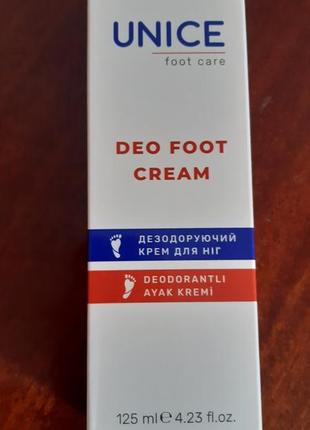 UNICE
foot care
DEO FOOT
CREAM
ДЕЗОДОРУЮЧИЙ
КРЕМ ДЛЯ НІГ
DEODORANTLI
AYAK KREMİ
125 ml ℮ 4.23 fl.oz.